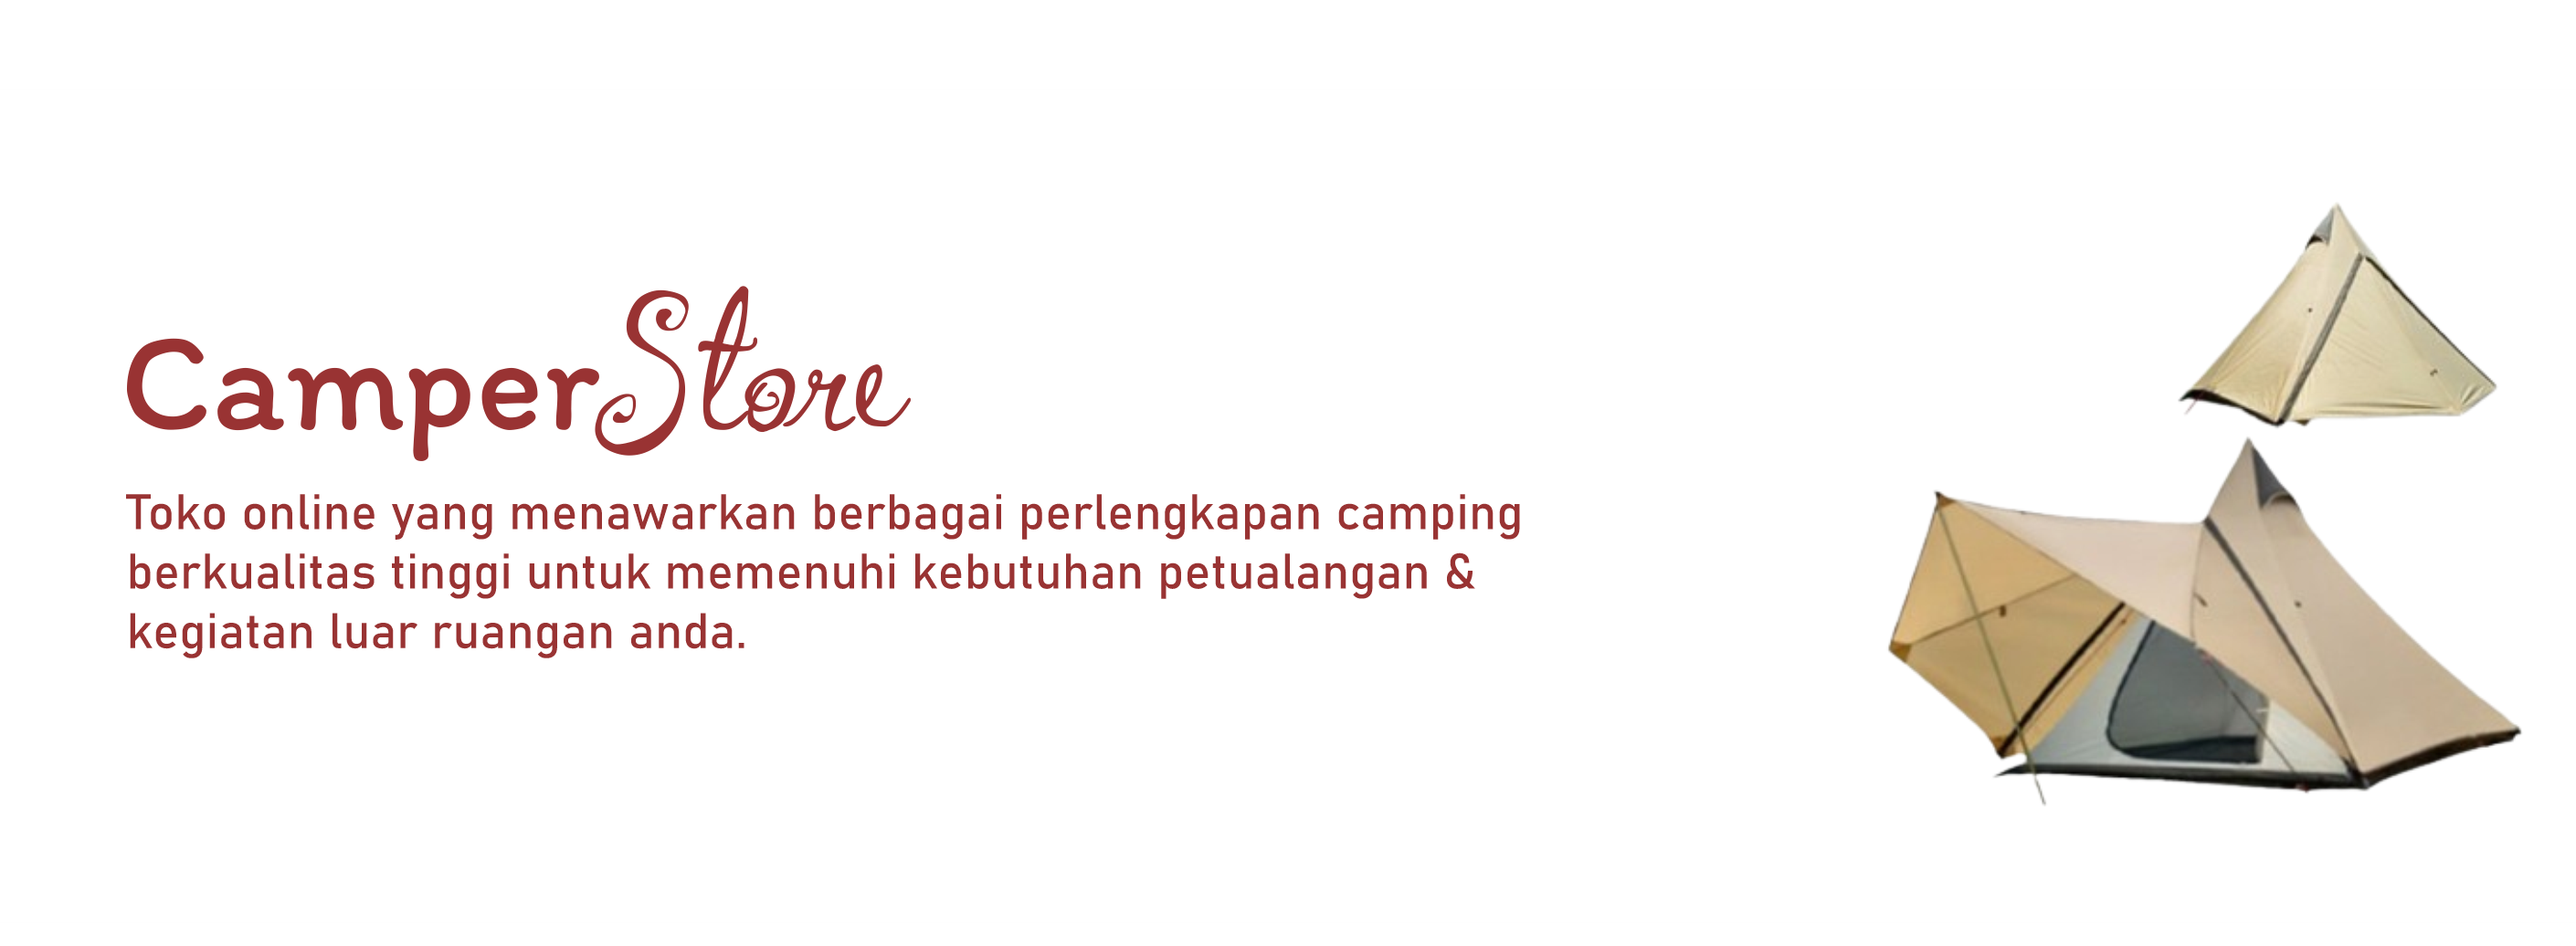 CamperStore
Toko online yang menawarkan berbagai perlengkapan camping
berkualitas tinggi untuk memenuhi kebutuhan petualangan &
kegiatan luar ruangan anda.